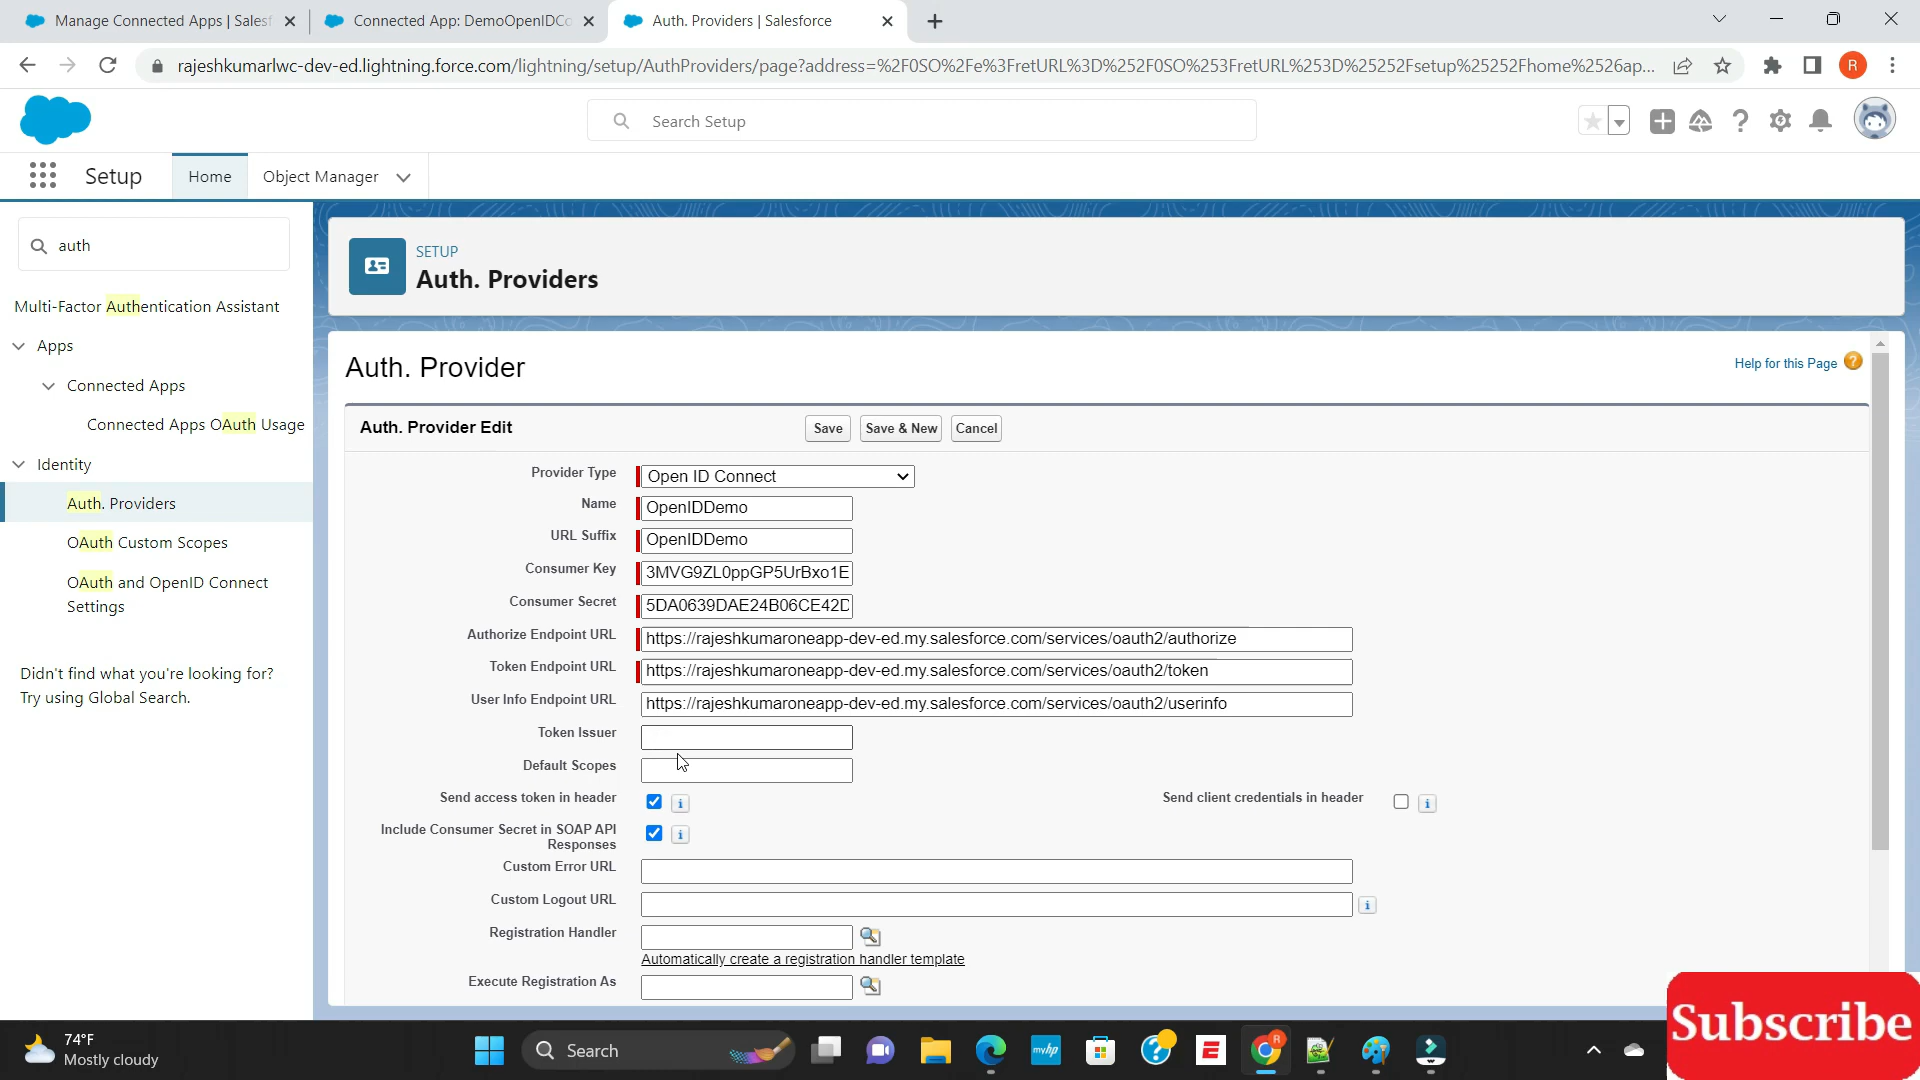 Manage Connected Apps | Salesf
Connected App: DemoOpenIDCo
Auth. Providers | Salesforce
rajeshkumarlwc-dev-ed.lightning.force.com/lightning/setup/AuthProviders/page?address=%2F0SO%2Fe%3FretURL%3D%252F0SO%253FretURL%253D%25252Fsetup%25252Fhome%2526ap...
R
Search Setup
Setup
Home
Object Manager
auth
Multi-Factor Authentication Assistant
Apps
Connected Apps
Connected Apps OAuth Usage
Identity
Auth. Providers
OAuth Custom Scopes
OAuth and OpenID Connect
Settings
Didn't find what you're looking for?
Try using Global Search.
SETUP
Auth. Providers
Auth. Provider
Help for this Page
Auth. Provider Edit
Save
Save & New
Cancel
Provider Type
Open ID Connect
Name
OpenIDDemo
URL Suffix
OpenIDDemo
Consumer Key
3MVG9ZL0ppGP5UrBxo1E
Consumer Secret
5DA0639DAE24B06CE42D
Authorize Endpoint URL
https://rajeshkumaroneapp-dev-ed.my.salesforce.com/services/oauth2/authorize
Token Endpoint URL
https://rajeshkumaroneapp-dev-ed.my.salesforce.com/services/oauth2/token
User Info Endpoint URL
https://rajeshkumaroneapp-dev-ed.my.salesforce.com/services/oauth2/userinfo
Token Issuer
Default Scopes
Send access token in header
Send client credentials in header
Include Consumer Secret in SOAP API
Responses
Custom Error URL
Custom Logout URL
Registration Handler
Automatically create a registration handler template
Execute Registration As
Subscribe
74°F
Mostly cloudy
Search
myhp
R